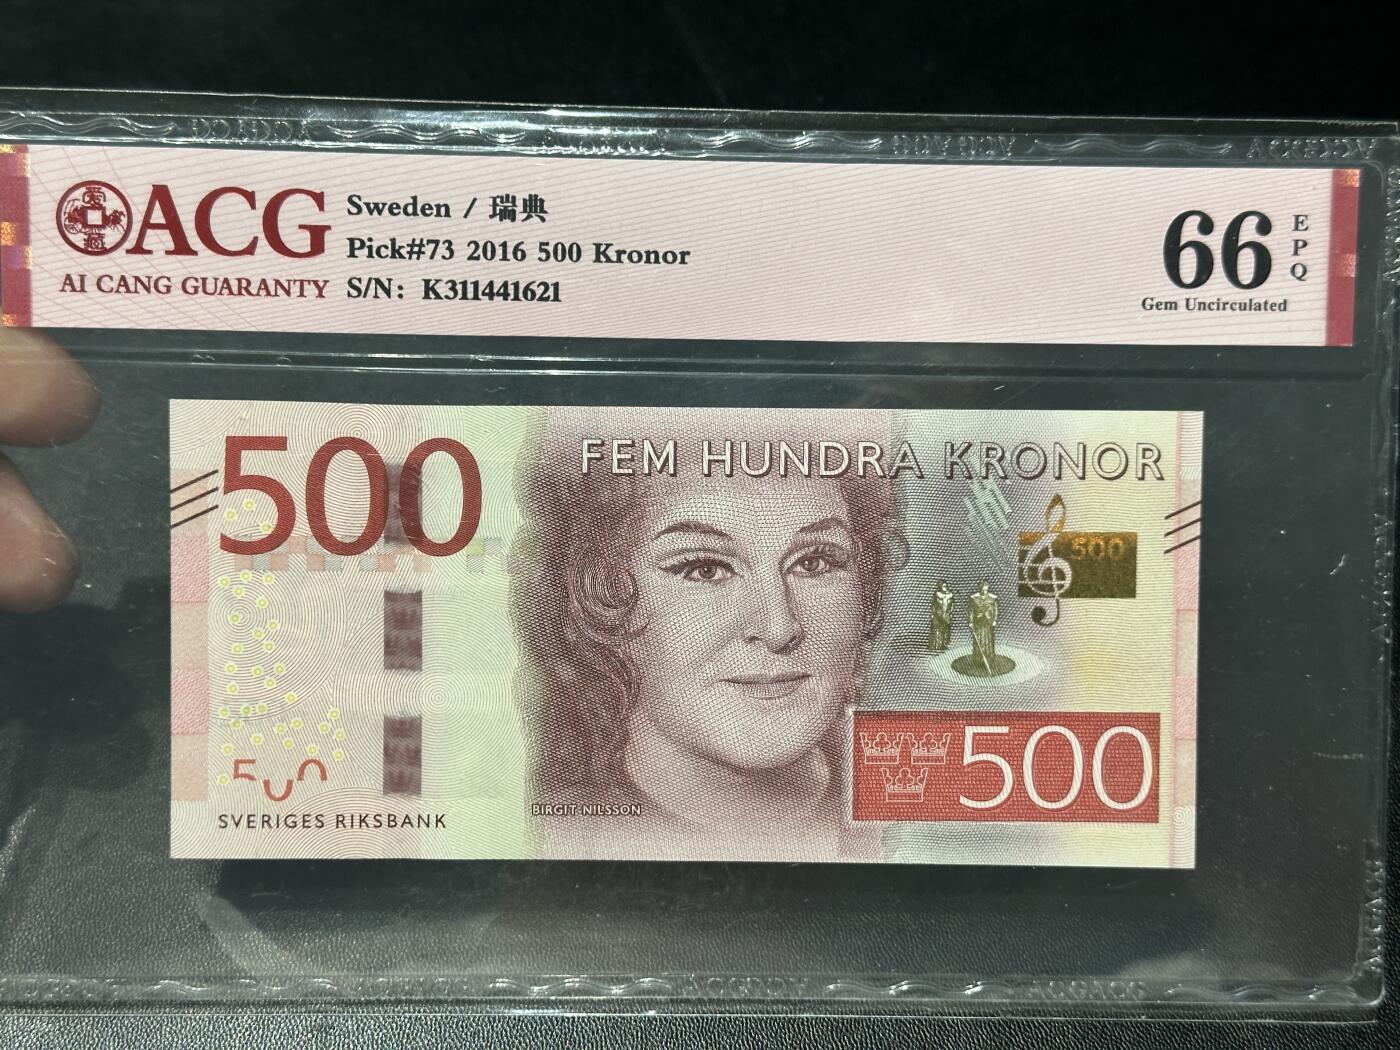 ACG
AI CANG GUARANTY
Sweden / 瑞典
Pick#73 2016 500 Kronor
S/N: K311441621
66
EPQ
Gem Uncirculated
500
FEM HUNDRA KRONOR
500
500
BIRGIT NILSSON
SVERIGES RIKSBANK